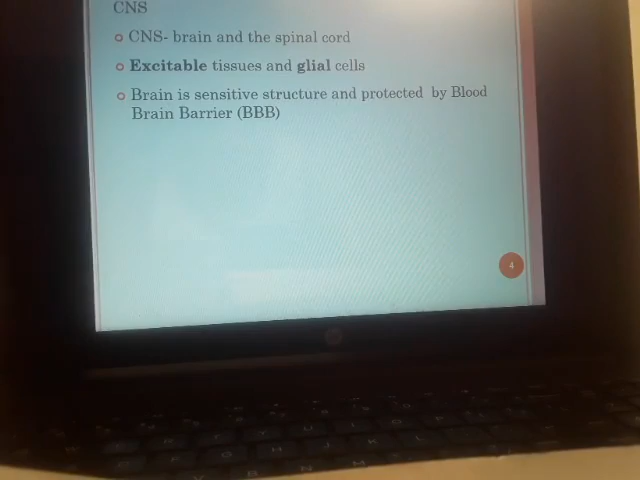 CNS
CNS- brain and the spinal cord
Excitable tissues and glial cells
Brain is sensitive structure and protected by Blood
Brain Barrier (BBB)
4